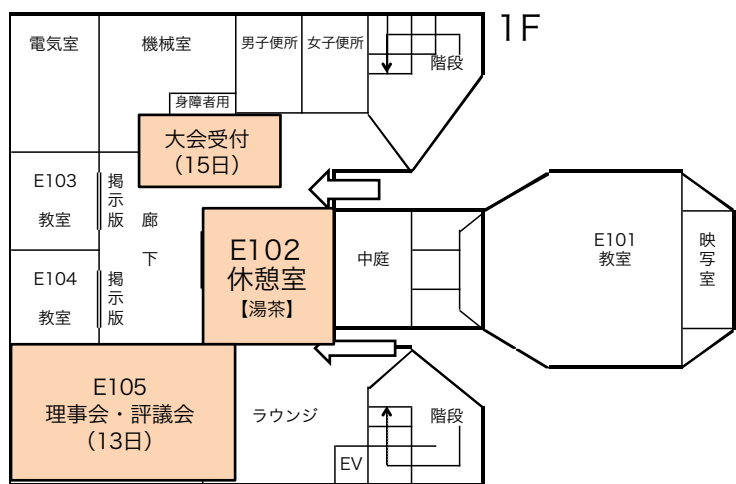 1F
電気室
機械室
男子便所
女子便所
階段
身障者用
大会受付
（15日）
E103
教室
掲示版
廊下
E102
休憩室
【湯茶】
中庭
E101
教室
映写室
E104
教室
掲示版
E105
理事会・評議会
（13日）
ラウンジ
階段
EV